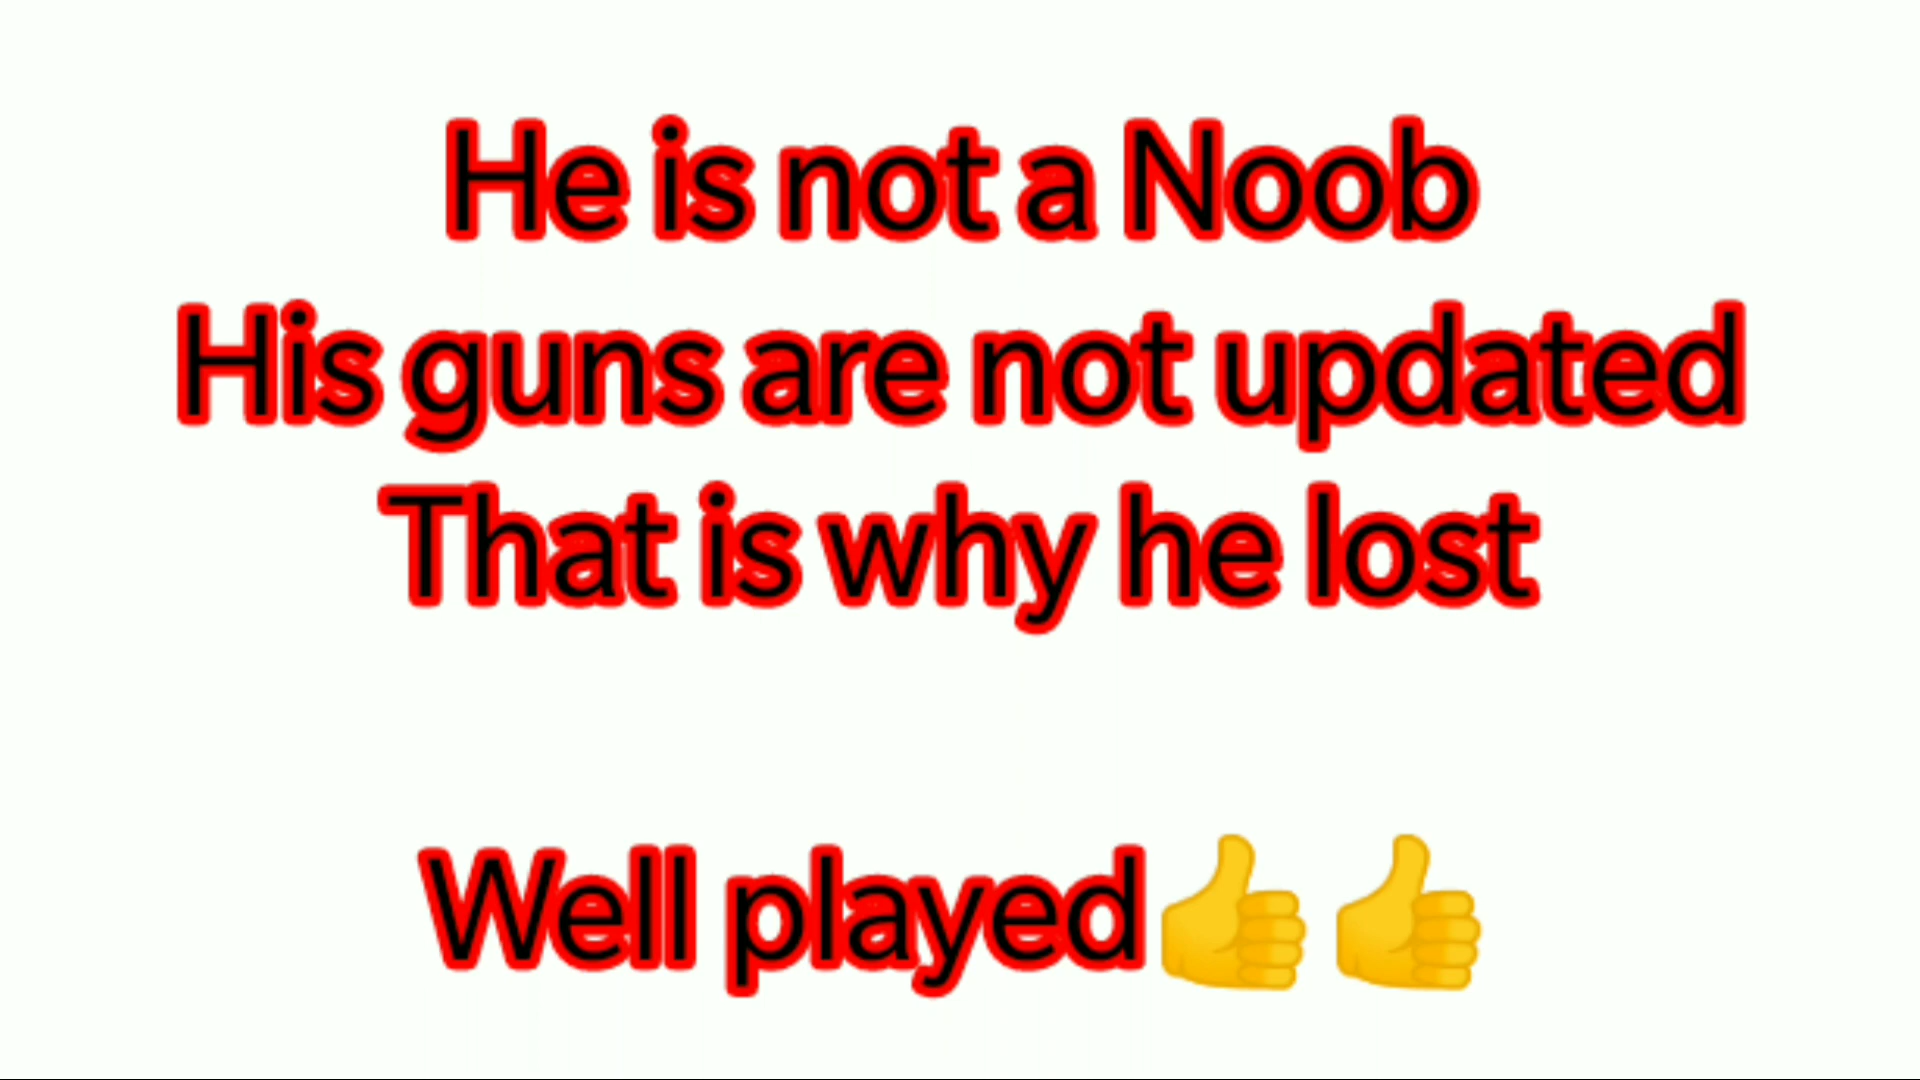 He is not a Noob
His guns are not updated
That is why he lost
Well played👍👍